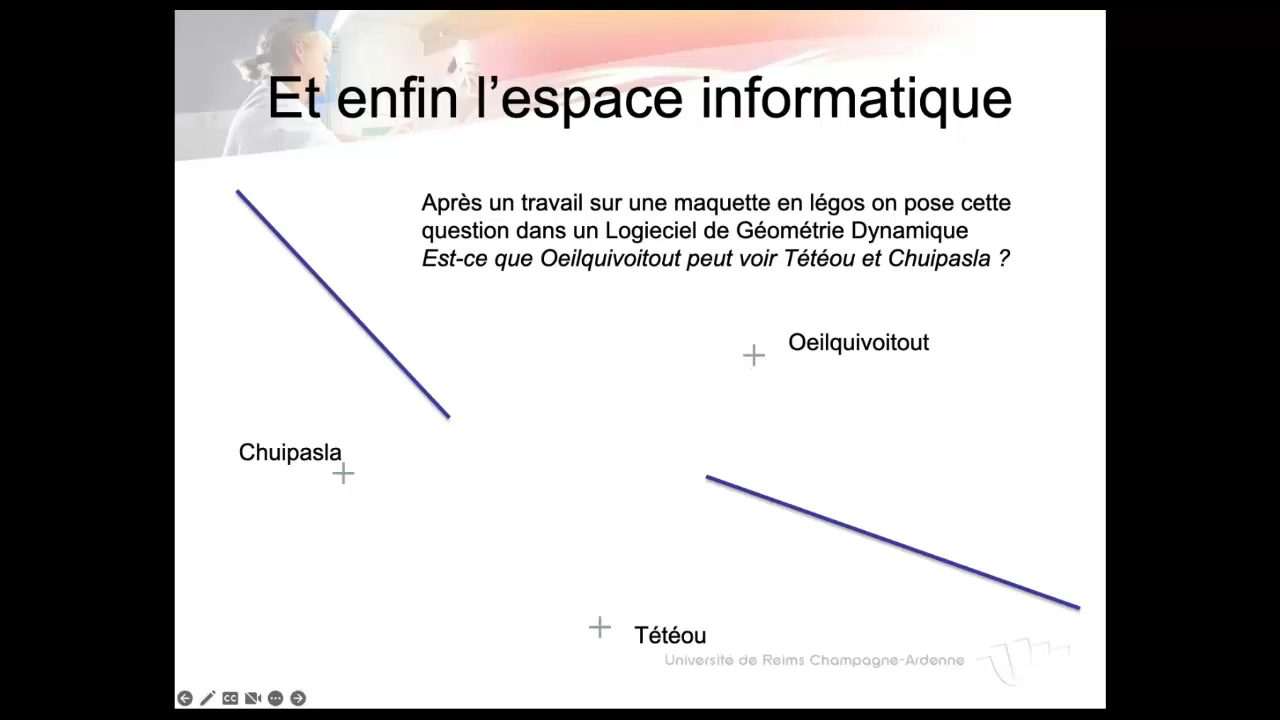 Et enfin l’espace informatique
Après un travail sur une maquette en légos on pose cette
question dans un Logieciel de Géométrie Dynamique
Est-ce que Oeilquivoitout peut voir Tétéou et Chuipasla ?
Oeilquivoitout
Chuipasla
Tétéou
Université de Reims Champagne-Ardenne
CC